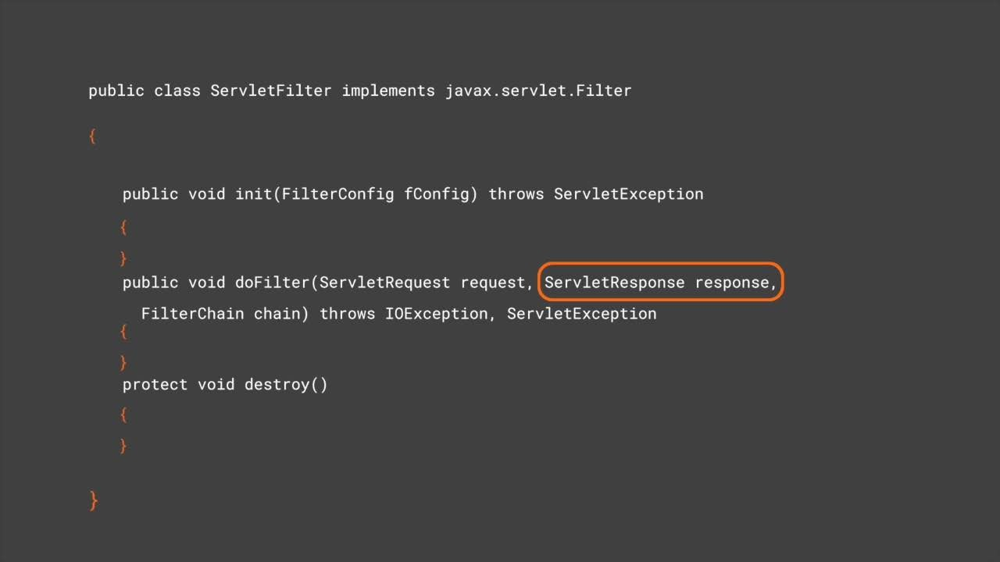 public class ServletFilter implements javax.servlet.Filter
{
public void init(FilterConfig fConfig) throws ServletException
{
}
public void doFilter(ServletRequest request, ServletResponse response,
FilterChain chain) throws IOException, ServletException
{
}
protect void destroy()
{
}
}